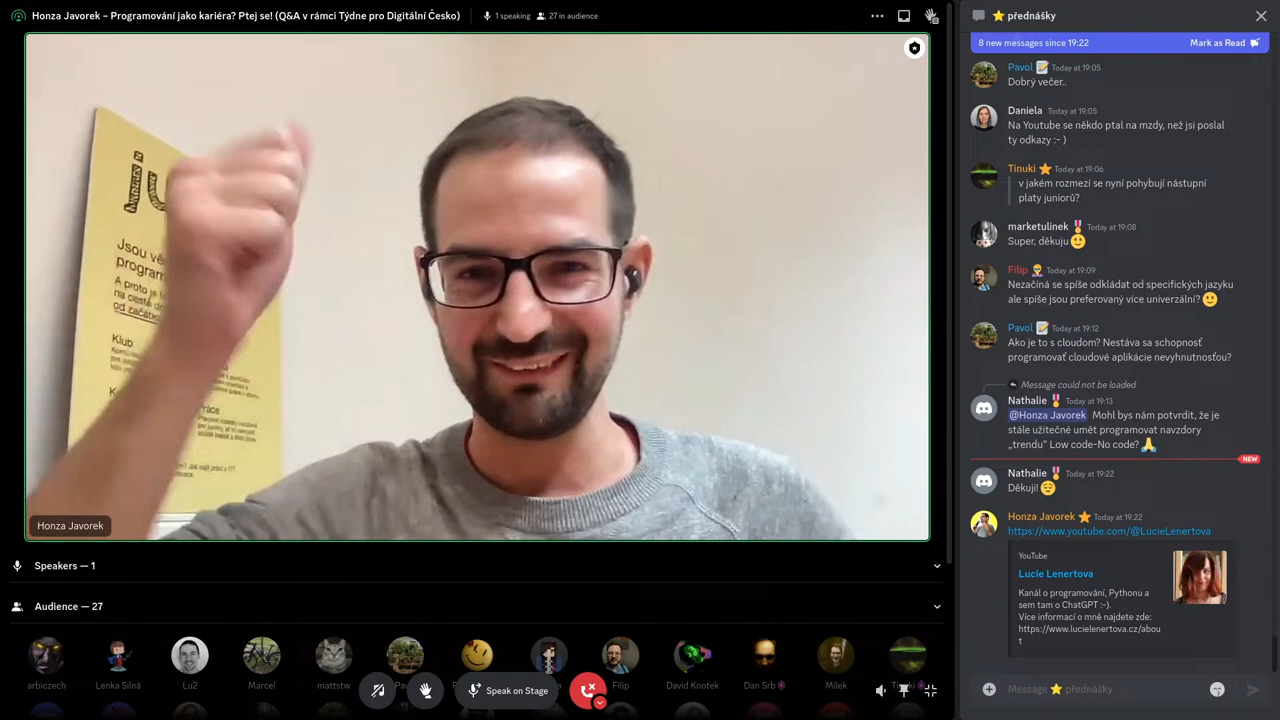 Honza Javorek – Programování jako kariéra? Ptej se! (Q&A v rámci Týdne pro Digitální Česko)
1 speaking
27 in audience
ju
Jsou vě
program
A proto je
na cestě d
od začát
Klub
Honza Javorek
Speakers — 1
Audience — 27
arbiczech
Lenka Silná
Lu2
Marcel
mattstw
Pav
Filip
David Knotek
Dan Srb
Milek
Tinuki
Speak on Stage
přednášky
8 new messages since 19:22
Mark as Read
Pavol Today at 19:05
Dobrý večer..
Daniela Today at 19:05
Na Youtube se někdo ptal na mzdy, než jsi poslal
ty odkazy :- )
Tinuki Today at 19:06
v jakém rozmezí se nyní pohybují nástupní
platy juniorů?
marketulinek Today at 19:08
Super, děkuju
Filip Today at 19:09
Nezačíná se spíše odkládat od specifických jazyku
ale spíše jsou preferovaný více univerzální?
Pavol Today at 19:12
Ako je to s cloudom? Nestáva sa schopnosť
programovať cloudové aplikácie nevyhnutnosťou?
Message could not be loaded
Nathalie Today at 19:13
@Honza Javorek Mohl bys nám potvrdit, že je
stále užitečné umět programovat navzdory
„trendu" Low code-No code?
NEW
Nathalie Today at 19:22
Děkuji!
Honza Javorek Today at 19:22
https://www.youtube.com/@LucieLenertova
YouTube
Lucie Lenertova
Kanál o programování, Pythonu a
sem tam o ChatGPT :-).
Více informací o mně najdete zde:
https://www.lucielenertova.cz/abou
t
Message přednášky